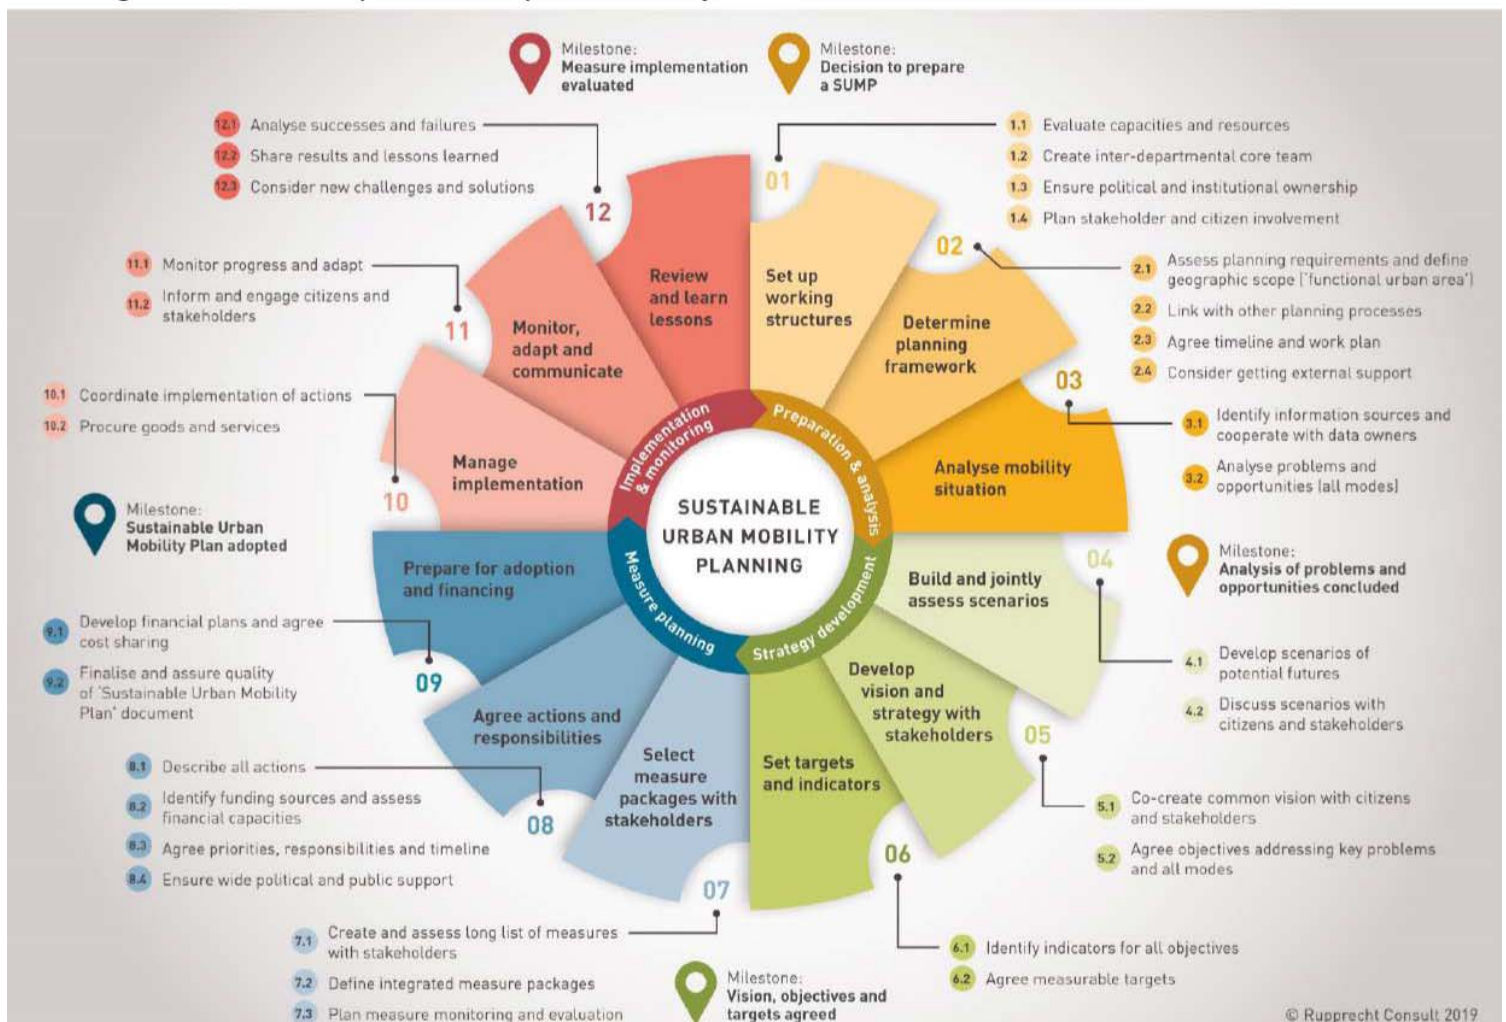 Milestone:
Measure implementation
evaluated
Milestone:
Decision to prepare
a SUMP
12.1 Analyse successes and failures
12.2 Share results and lessons learned
12.3 Consider new challenges and solutions
1.1 Evaluate capacities and resources
1.2 Create inter-departmental core team
1.3 Ensure political and institutional ownership
1.4 Plan stakeholder and citizen involvement
01
Set up
working
structures
02
Determine
planning
framework
2.1 Assess planning requirements and define
geographic scope ('functional urban area')
2.2 Link with other planning processes
2.3 Agree timeline and work plan
2.4 Consider getting external support
03
Analyse mobility
situation
3.1 Identify information sources and
cooperate with data owners
3.2 Analyse problems and
opportunities (all modes)
Milestone:
Analysis of problems and
opportunities concluded
04
Build and jointly
assess scenarios
4.1 Develop scenarios of
potential futures
4.2 Discuss scenarios with
citizens and stakeholders
05
Develop
vision and
strategy with
stakeholders
5.1 Co-create common vision with citizens
and stakeholders
5.2 Agree objectives addressing key problems
and all modes
06
Set targets
and indicators
6.1 Identify indicators for all objectives
6.2 Agree measurable targets
Milestone:
Vision, objectives and
targets agreed
07
Select
measure
packages with
stakeholders
7.1 Create and assess long list of measures
with stakeholders
7.2 Define integrated measure packages
7.3 Plan measure monitoring and evaluation
08
Agree actions and
responsibilities
8.1 Describe all actions
8.2 Identify funding sources and assess
financial capacities
8.3 Agree priorities, responsibilities and timeline
8.4 Ensure wide political and public support
09
Prepare for adoption
and financing
9.1 Develop financial plans and agree
cost sharing
9.2 Finalise and assure quality
of 'Sustainable Urban Mobility
Plan' document
Milestone:
Sustainable Urban
Mobility Plan adopted
10
Manage
implementation
10.1 Coordinate implementation of actions
10.2 Procure goods and services
11
Monitor,
adapt and
communicate
11.1 Monitor progress and adapt
11.2 Inform and engage citizens and
stakeholders
12
Review
and learn
lessons
Preparation & analysis
Strategy development
Measure planning
Implementation
& monitoring
SUSTAINABLE
URBAN MOBILITY
PLANNING
© Rupprecht Consult 2019